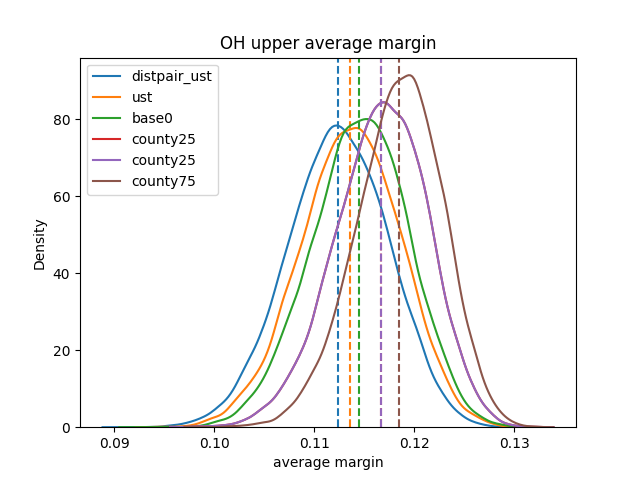 OH upper average margin
distpair_ust
ust
base0
county25
county25
county75
Density
80
60
40
20
0
0.09 0.10 0.11 0.12 0.13
average margin